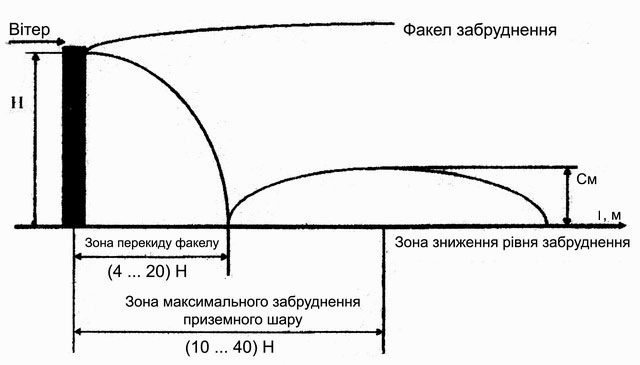 Вітер
Факел забруднення
H
См
l, м
Зона перекиду факелу
Зона зниження рівня забруднення
(4 ... 20) Н
Зона максимального забруднення
приземного шару
(10 ... 40) Н